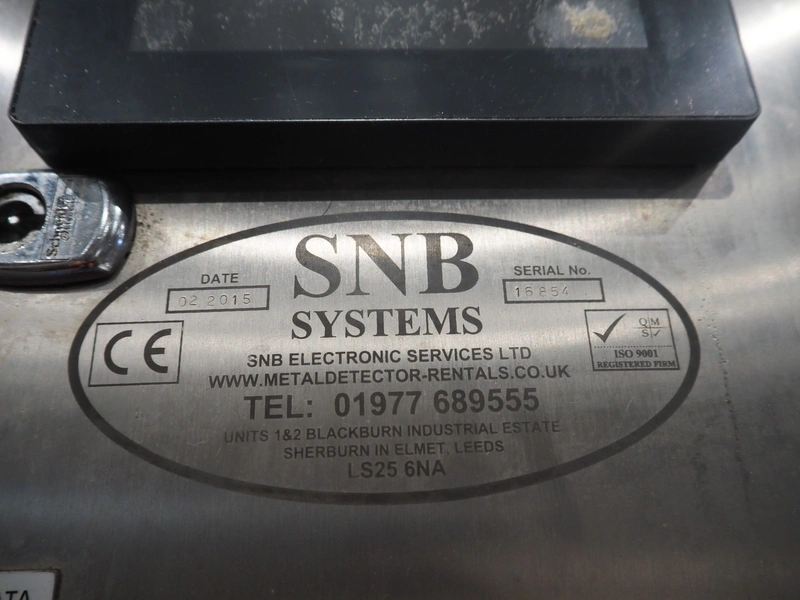 SNB
SYSTEMS
DATE
02 2015
SERIAL No.
16854
CE
Q M
S
ISO 9001
REGISTERED FIRM
SNB ELECTRONIC SERVICES LTD
WWW.METALDETECTOR-RENTALS.CO.UK
TEL: 01977 689555
UNITS 1&2 BLACKBURN INDUSTRIAL ESTATE
SHERBURN IN ELMET, LEEDS
LS25 6NA